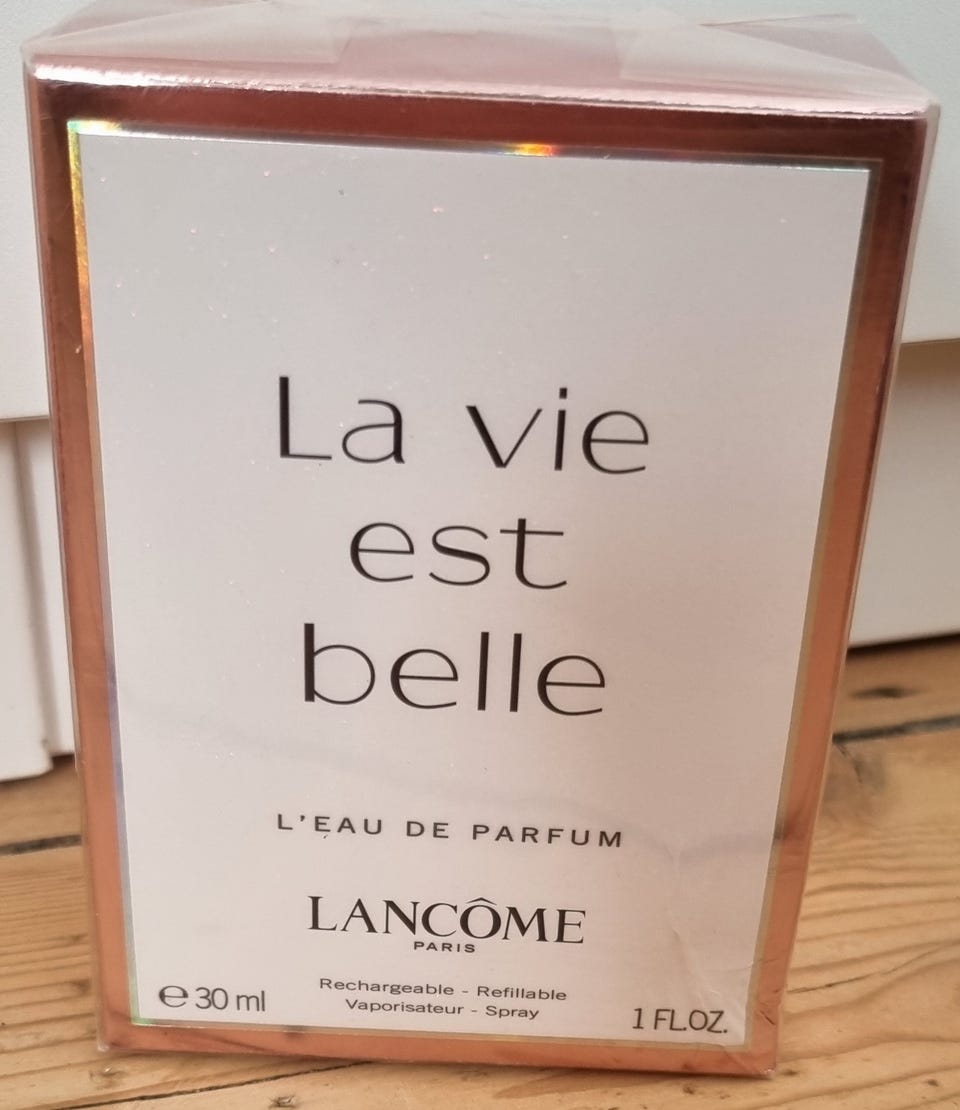 La vie
est
belle
L'EAU DE PARFUM
LANCÔME
PARIS
Rechargeable - Refillable
Vaporisateur - Spray
℮ 30 ml
1 FL.OZ.